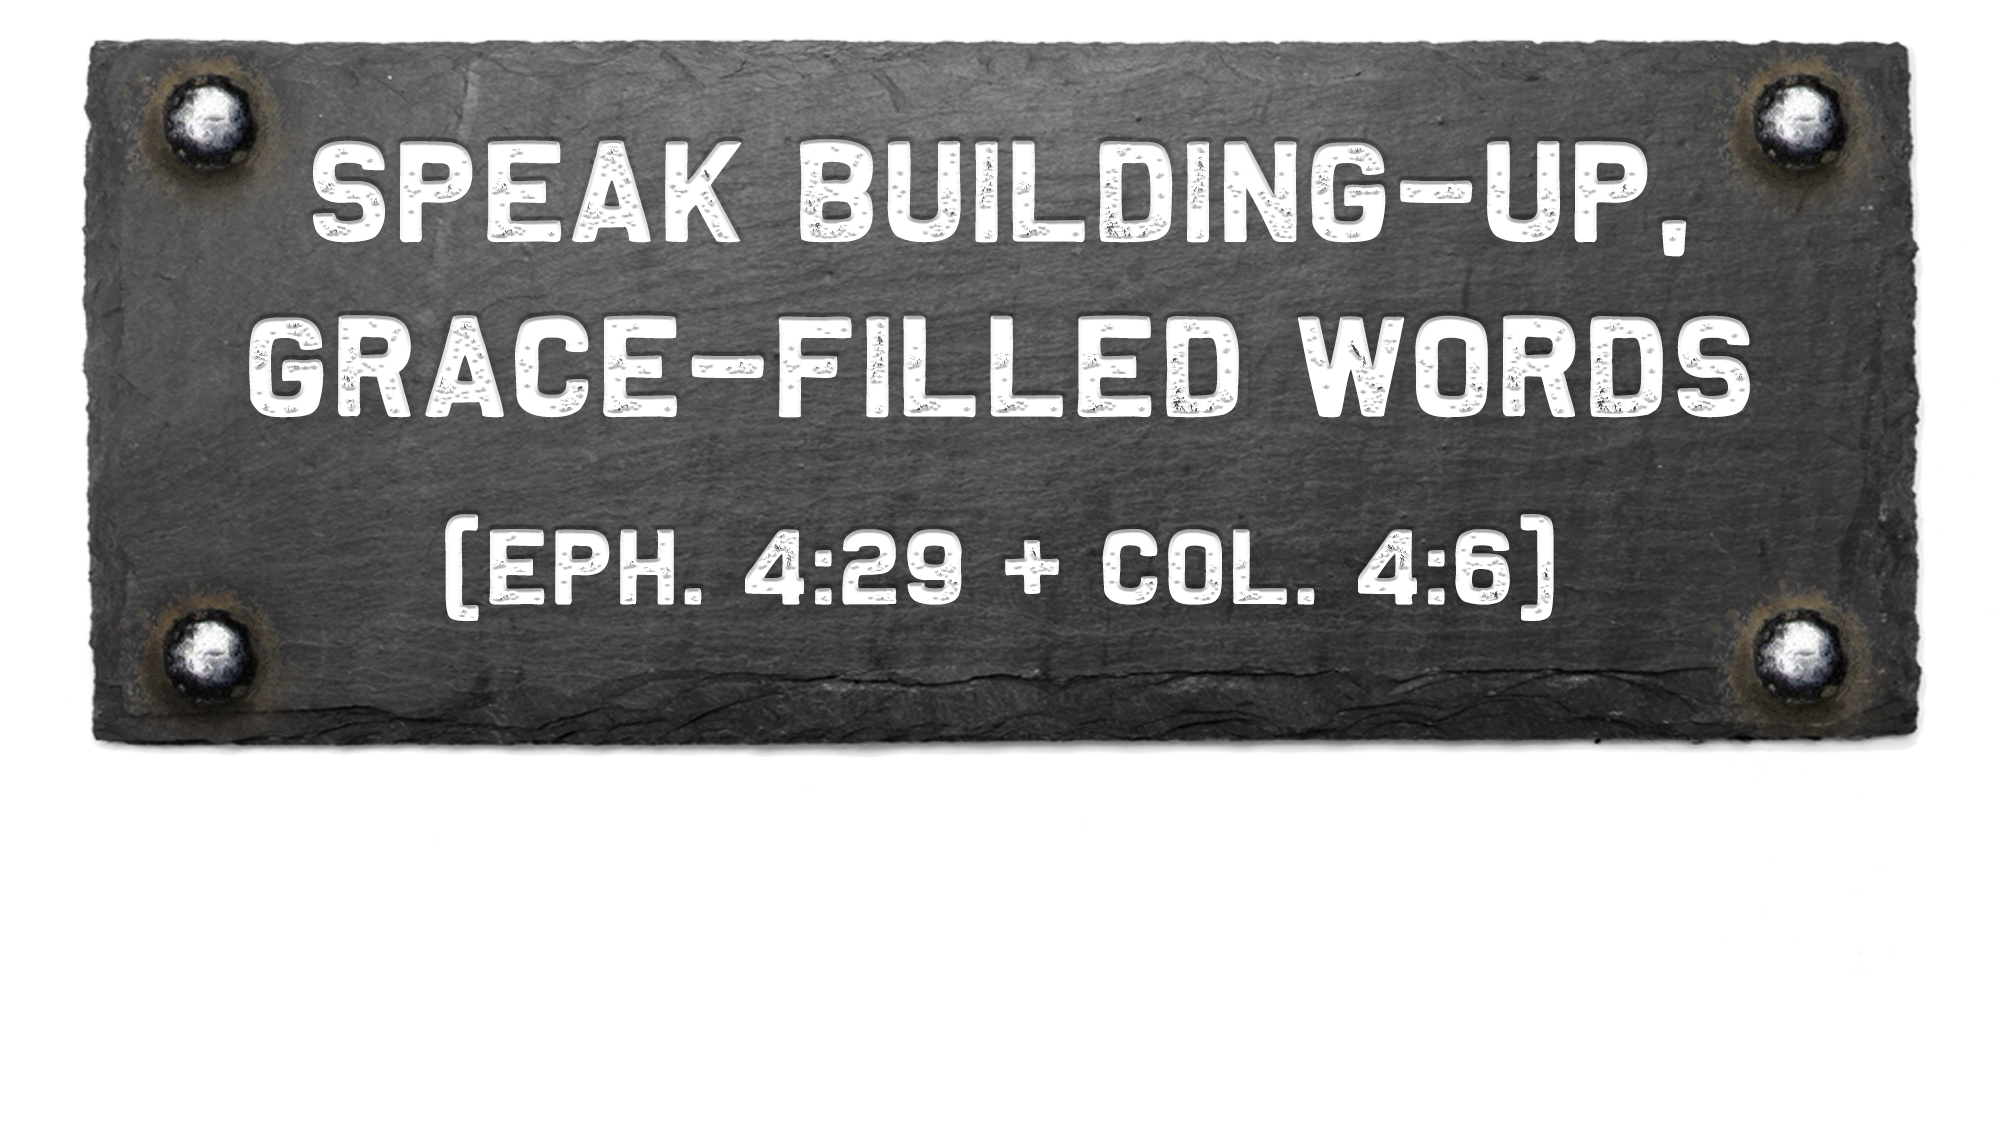 SPEAK BUILDING-UP,
GRACE-FILLED WORDS
[EPH. 4:29 + COL. 4:6]